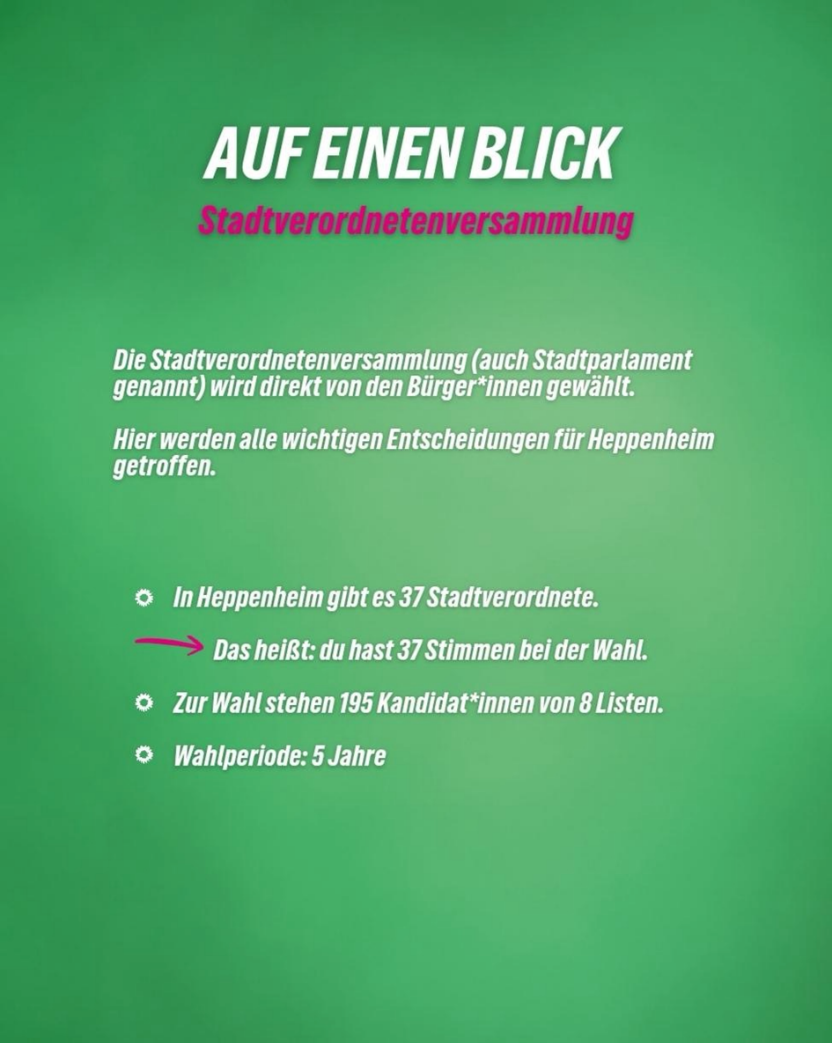 AUF EINEN BLICK
Stadtverordnetenversammlung
Die Stadtverordnetenversammlung (auch Stadtparlament
genannt) wird direkt von den Bürger*innen gewählt.
Hier werden alle wichtigen Entscheidungen für Heppenheim
getroffen.
In Heppenheim gibt es 37 Stadtverordnete.
Das heißt: du hast 37 Stimmen bei der Wahl.
Zur Wahl stehen 195 Kandidat*innen von 8 Listen.
Wahlperiode: 5 Jahre